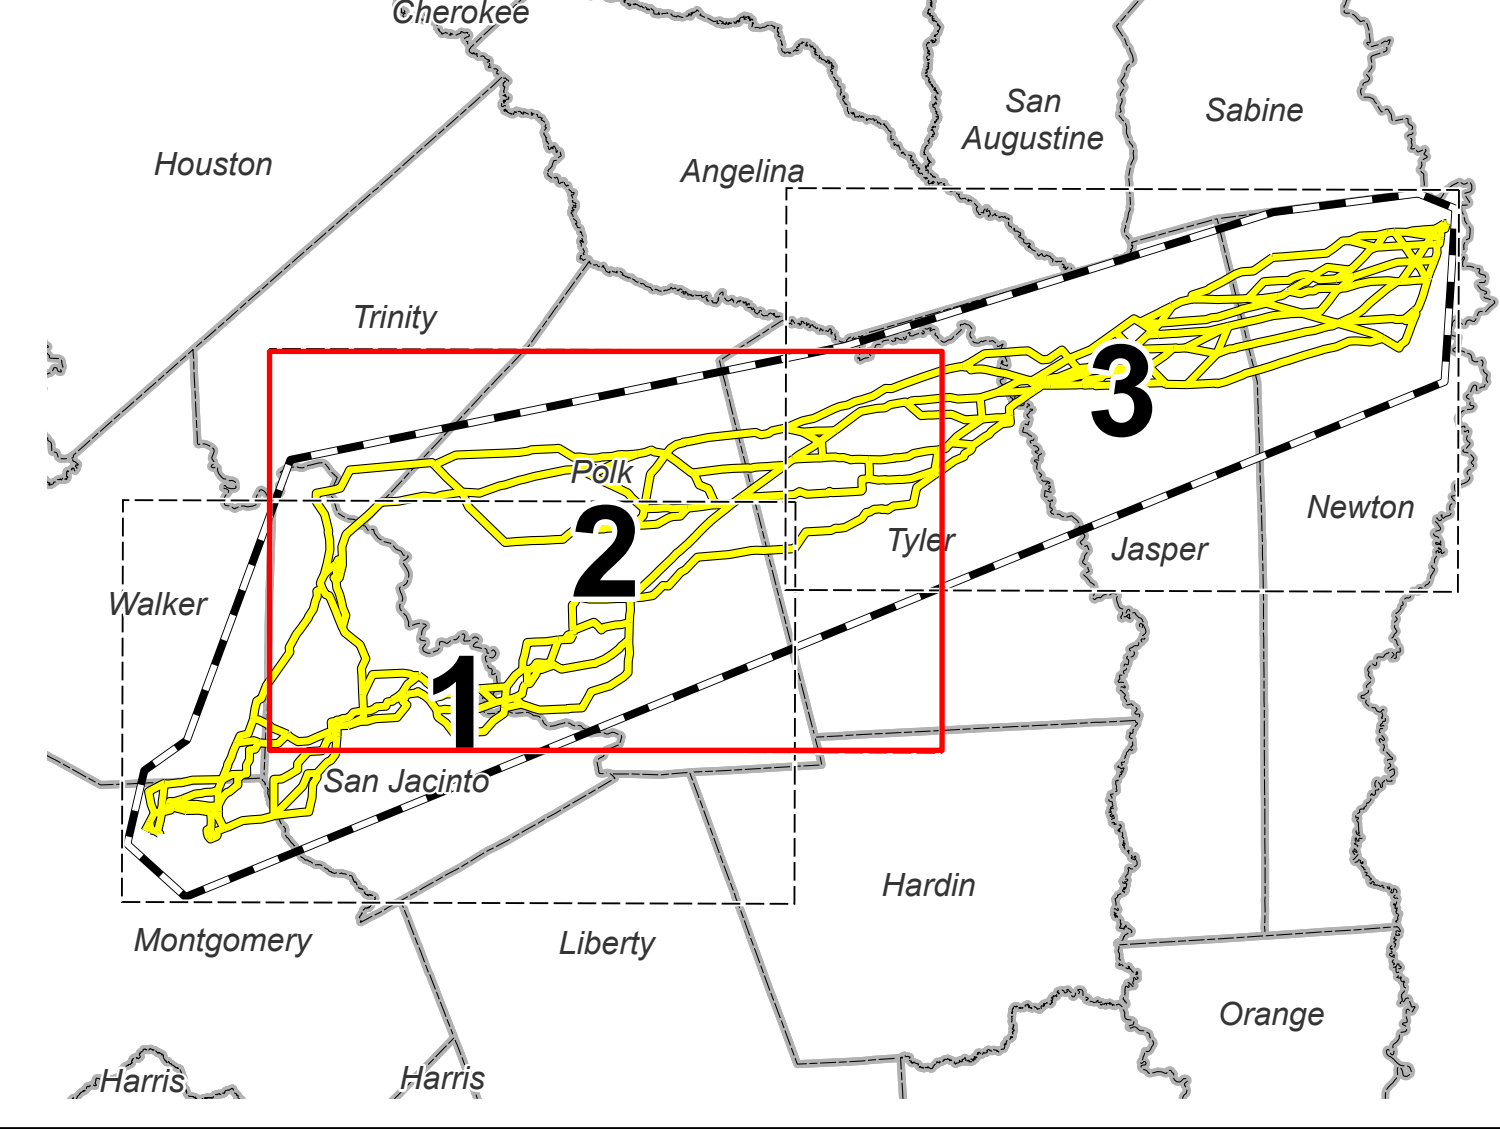 Cherokee
San
Augustine
Sabine
Houston
Angelina
Trinity
3
Polk
2
Newton
Tyler
Jasper
Walker
1
San Jacinto
Hardin
Montgomery
Liberty
Orange
Harris
Harris